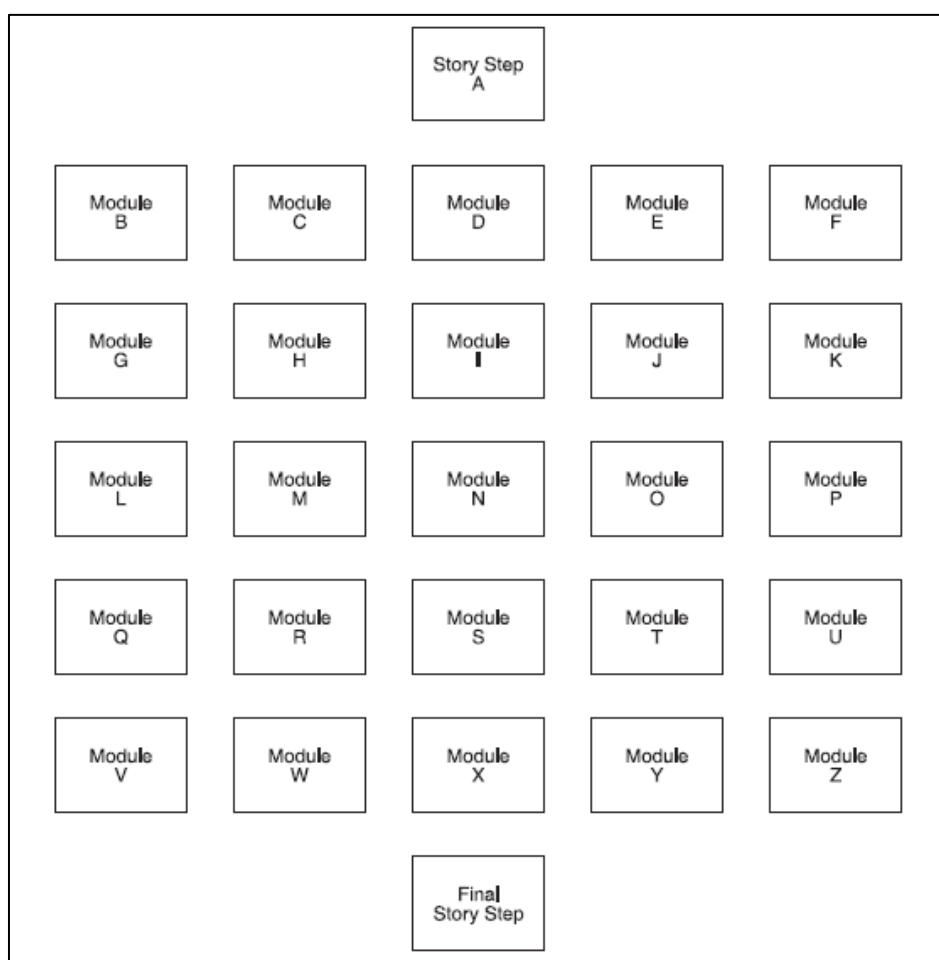 Story Step
A
Module
B
Module
C
Module
D
Module
E
Module
F
Module
G
Module
H
Module
I
Module
J
Module
K
Module
L
Module
M
Module
N
Module
O
Module
P
Module
Q
Module
R
Module
S
Module
T
Module
U
Module
V
Module
W
Module
X
Module
Y
Module
Z
Final
Story Step